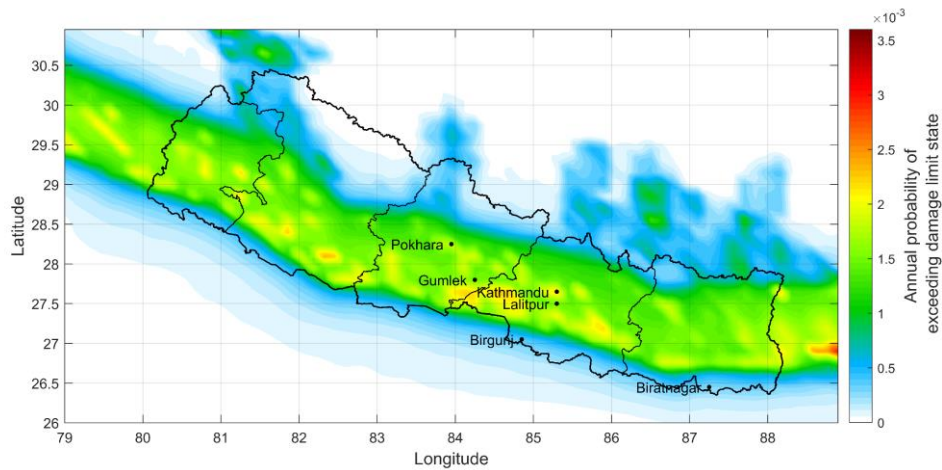 ×10⁻³
30.5
30
29.5
29
28.5
28
27.5
27
26.5
26
Latitude
79
80
81
82
83
84
85
86
87
88
Longitude
Pokhara
Gumlek
Kathmandu
Lalitpur
Birgunj
Biratnagar
3.5
3
2.5
2
1.5
1
0.5
0
Annual probability of
exceeding damage limit state